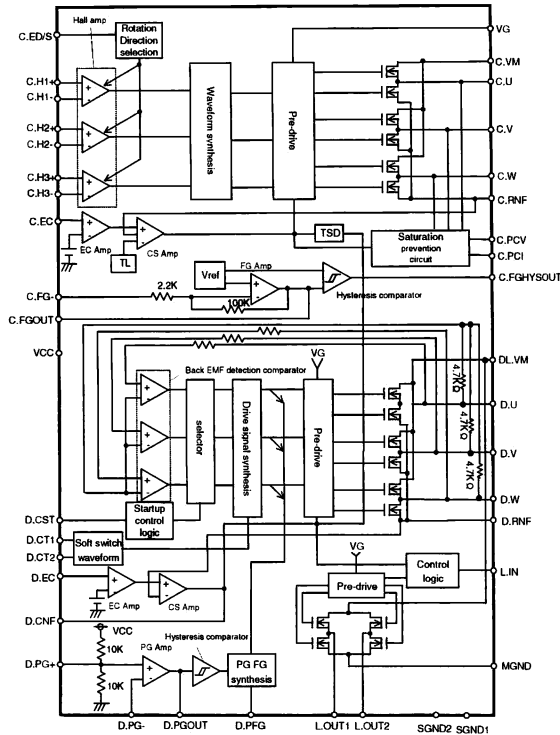 Hall amp
Rotation
Direction
selection
C.ED/S
VG
C.VM
C.U
C.H1+
C.H1-
C.H2+
C.H2-
C.V
C.H3+
C.H3-
C.W
C.RNF
Waveform synthesis
Pre-drive
C.EC
EC Amp
TL
CS Amp
TSD
Saturation
prevention
circuit
C.PCV
C.PCI
Vref
FG Amp
2.2K
100K
Hysteresis comparator
C.FGHYSOUT
C.FG-
C.FGOUT
VCC
VG
DL.VM
4.7KΩ
4.7KΩ
4.7KΩ
D.U
D.V
D.W
D.RNF
Back EMF detection comparator
selector
Drive signal synthesis
Pre-drive
Startup
control
logic
D.CST
D.CT1
D.CT2
Soft switch
waveform
D.EC
EC Amp
CS Amp
D.CNF
VG
Pre-drive
Control
logic
L.IN
VCC
10K
10K
D.PG+
PG Amp
Hysteresis comparator
PG FG
synthesis
MGND
D.PG-
D.PGOUT
D.PFG
L.OUT1
L.OUT2
SGND2
SGND1